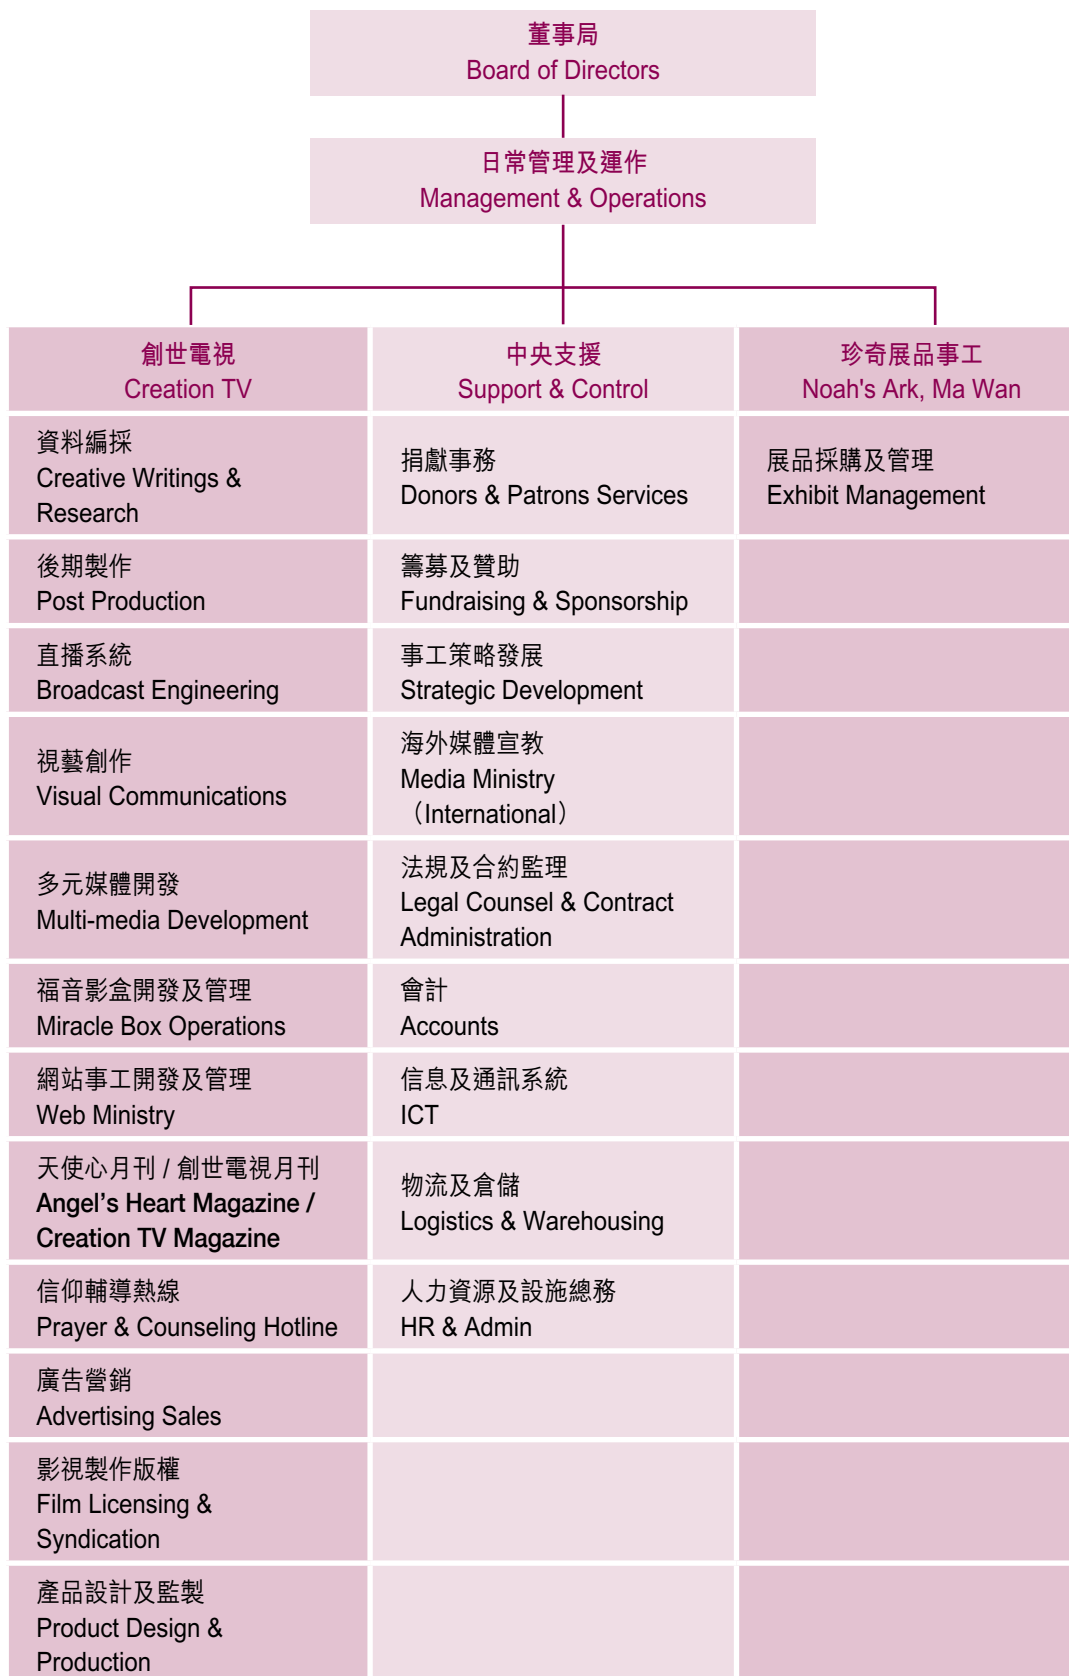 董事局
Board of Directors
日常管理及運作
Management & Operations
創世電視
Creation TV
中央支援
Support & Control
珍奇展品事工
Noah's Ark, Ma Wan
資料編採
Creative Writings &
Research
捐獻事務
Donors & Patrons Services
展品採購及管理
Exhibit Management
後期製作
Post Production
籌募及贊助
Fundraising & Sponsorship
直播系統
Broadcast Engineering
事工策略發展
Strategic Development
視藝創作
Visual Communications
海外媒體宣教
Media Ministry
（International）
多元媒體開發
Multi-media Development
法規及合約監理
Legal Counsel & Contract
Administration
福音影盒開發及管理
Miracle Box Operations
會計
Accounts
網站事工開發及管理
Web Ministry
信息及通訊系統
ICT
天使心月刊 / 創世電視月刊
Angel’s Heart Magazine /
Creation TV Magazine
物流及倉儲
Logistics & Warehousing
信仰輔導熱線
Prayer & Counseling Hotline
人力資源及設施總務
HR & Admin
廣告營銷
Advertising Sales
影視製作版權
Film Licensing &
Syndication
產品設計及監製
Product Design &
Production